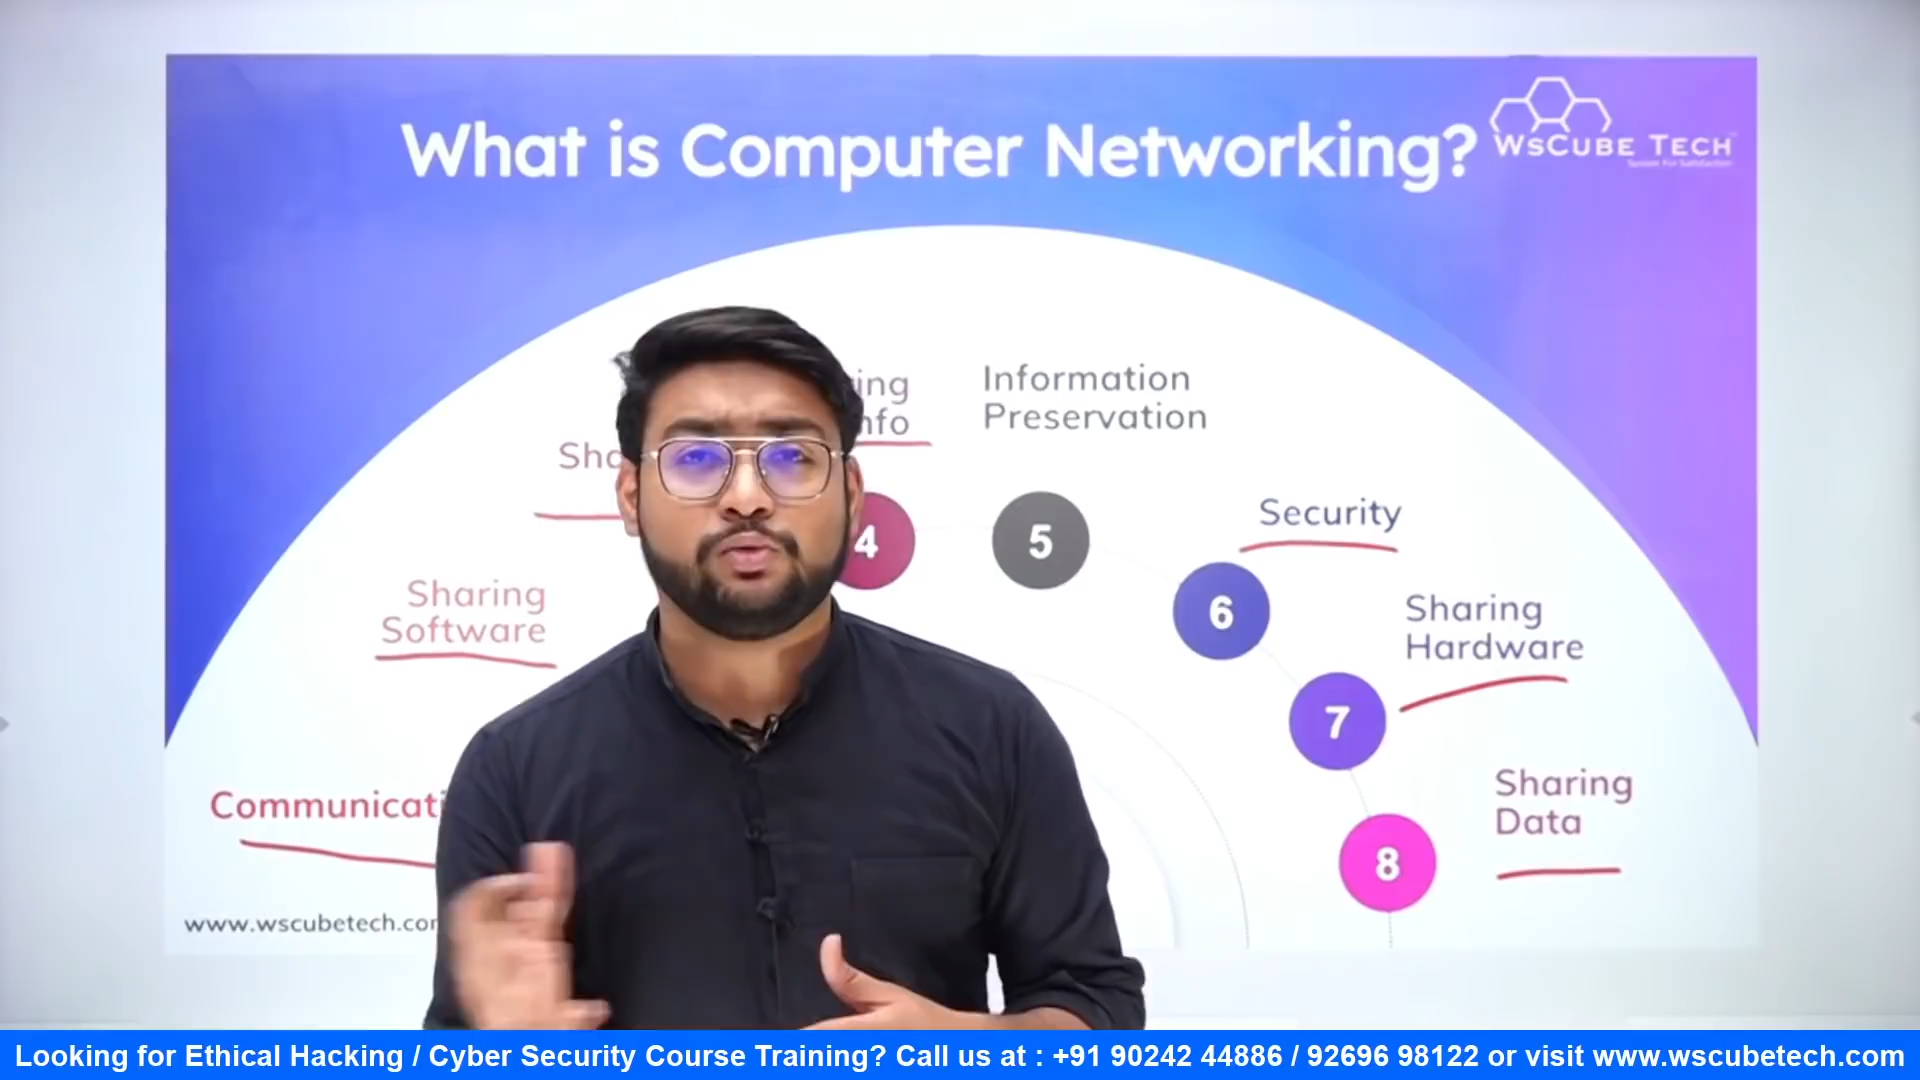 What is Computer Networking?
WsCube Tech
Information
Preservation
4
5
Security
6
Sharing
Software
Sharing
Hardware
7
Sharing
Data
8
www.wscubetech
Looking for Ethical Hacking / Cyber Security Course Training? Call us at : +91 90242 44886 / 92696 98122 or visit www.wscubetech.com